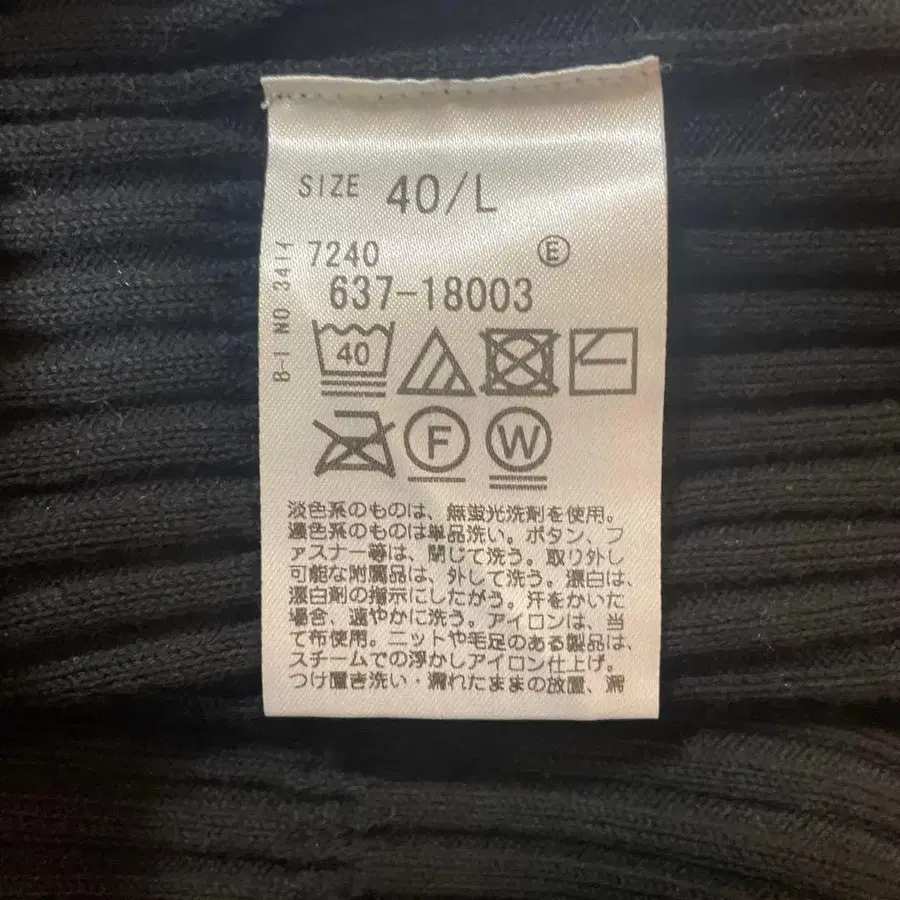 SIZE 40/L
7240 Ⓔ
637-18003
B-I NO 341イ
40
F W
淡色系のものは、無蛍光洗剤を使用。
濃色系のものは単品洗い。ボタン、フ
ァスナー等は、閉じて洗う。取り外し
可能な附属品は、外して洗う。漂白は、
漂白剤の指示にしたがう。汗をかいた
場合、速やかに洗う。アイロンは、当
て布使用。ニットや毛足のある製品は、
スチームでの浮かしアイロン仕上げ。
つけ置き洗い・濡れたままの放置、濡